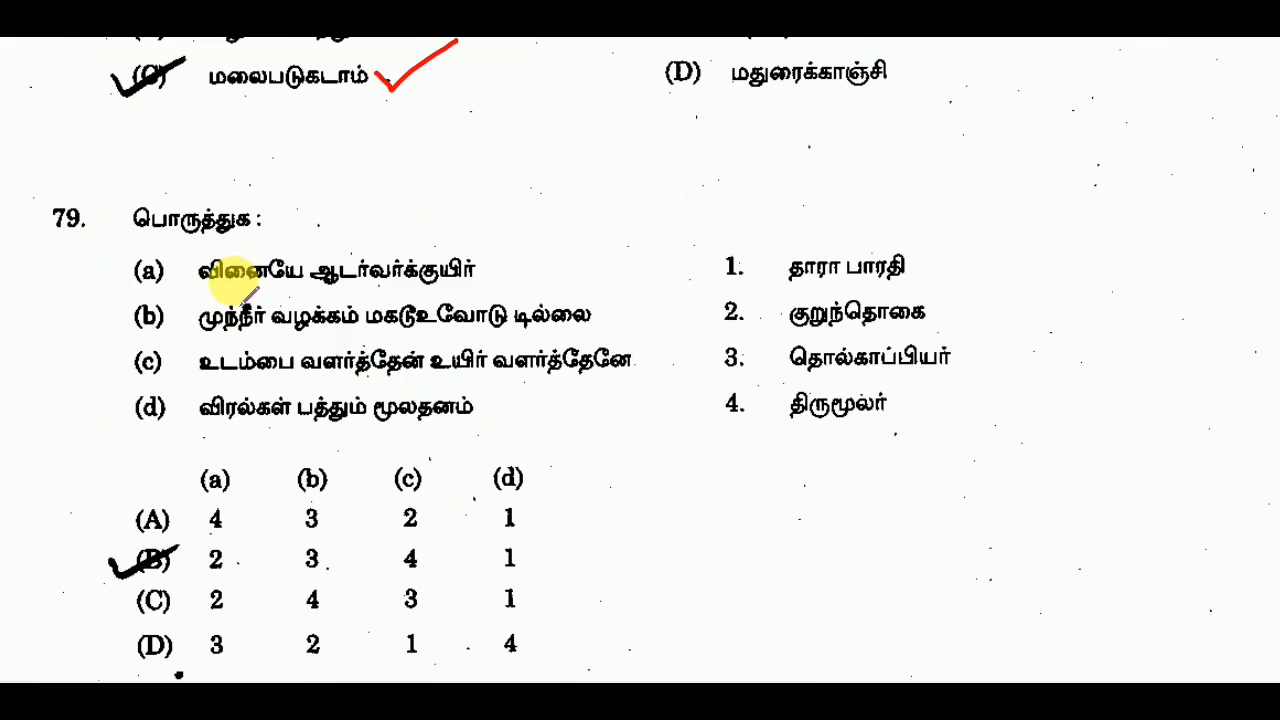 (C) மலைபடுகடாம் (D) மதுரைக்காஞ்சி
79. பொருத்துக :
(a) வினையே ஆடர்வர்க்குயிர் 1. தாரா பாரதி
(b) முந்நீர் வழக்கம் மகடூஉவோடு டில்லை 2. குறுந்தொகை
(c) உடம்பை வளர்த்தேன் உயிர் வளர்த்தேனே 3. தொல்காப்பியர்
(d) விரல்கள் பத்தும் மூலதனம் 4. திருமூலர்
(a) (b) (c) (d)
(A) 4 3 2 1
(B) 2 3 4 1
(C) 2 4 3 1
(D) 3 2 1 4